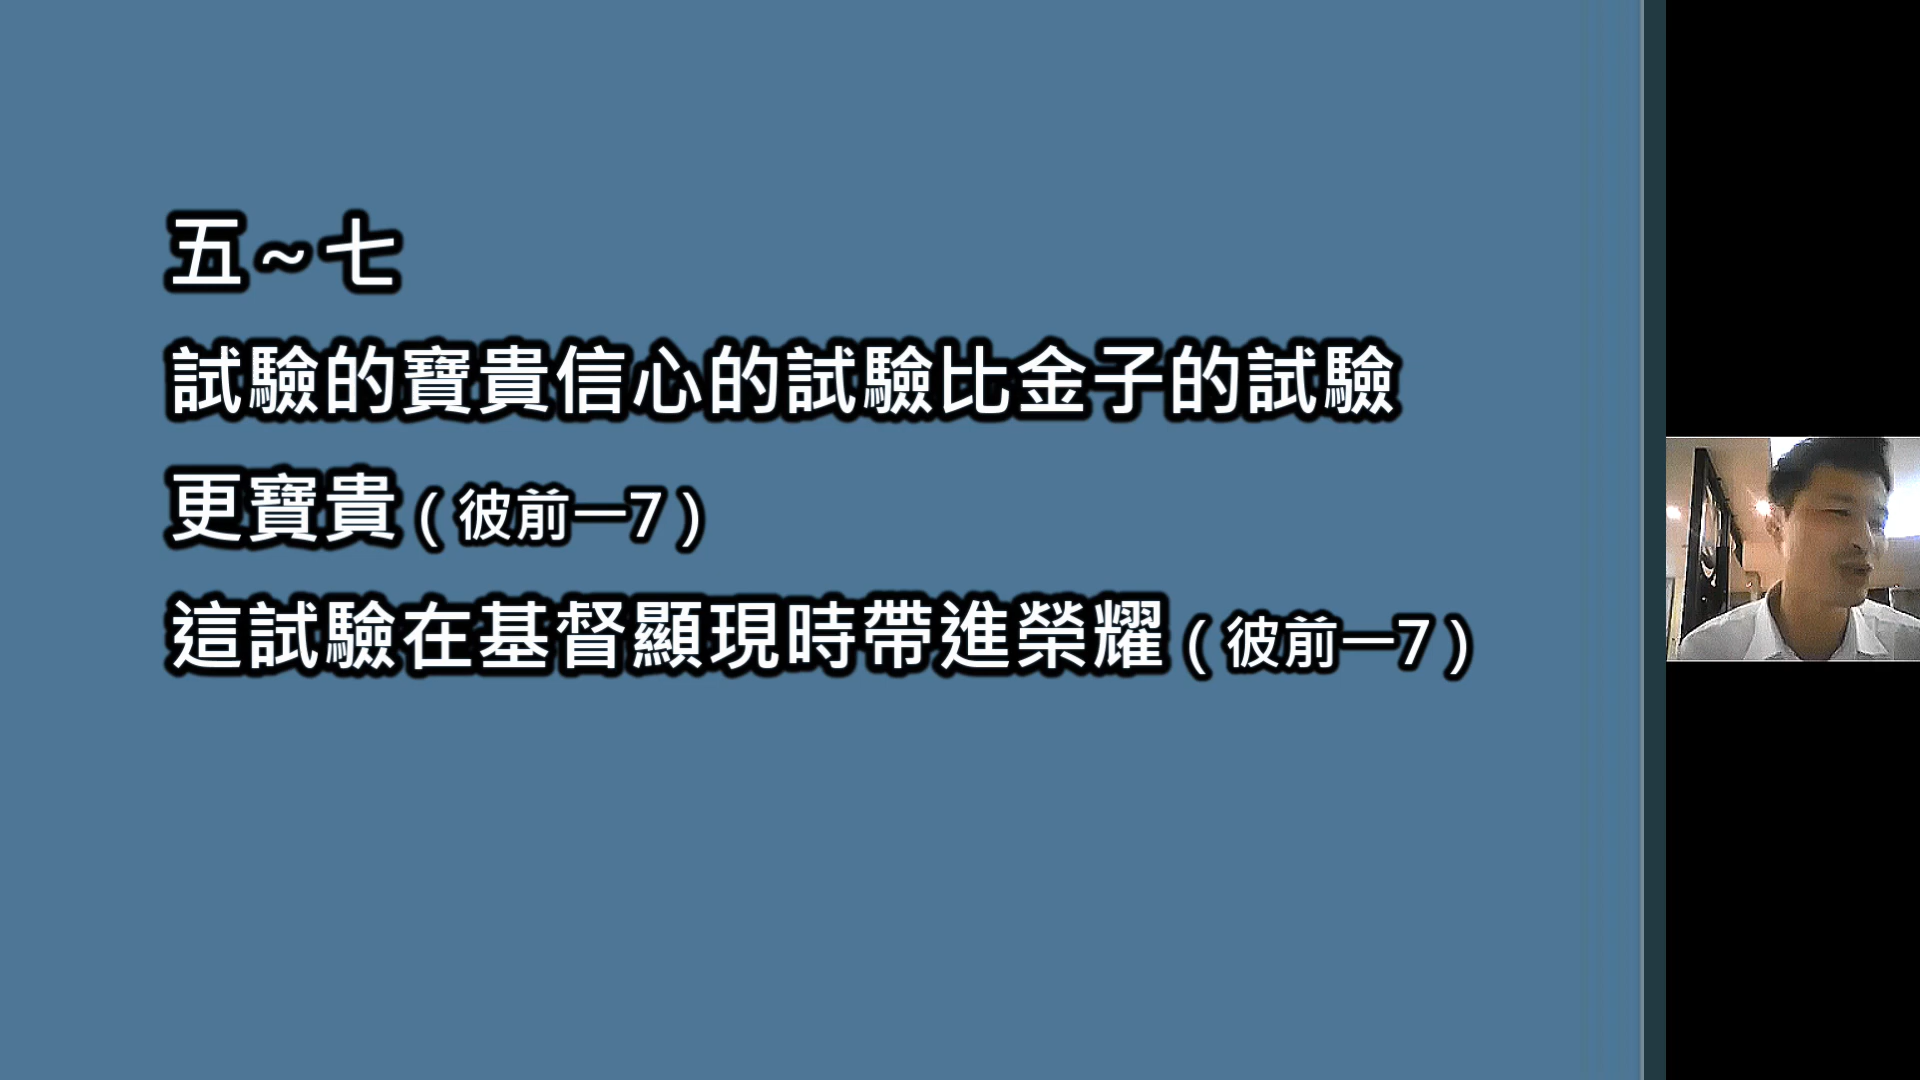 五~七
試驗的寶貴信心的試驗比金子的試驗
更寶貴（彼前一7）
這試驗在基督顯現時帶進榮耀（彼前一7）